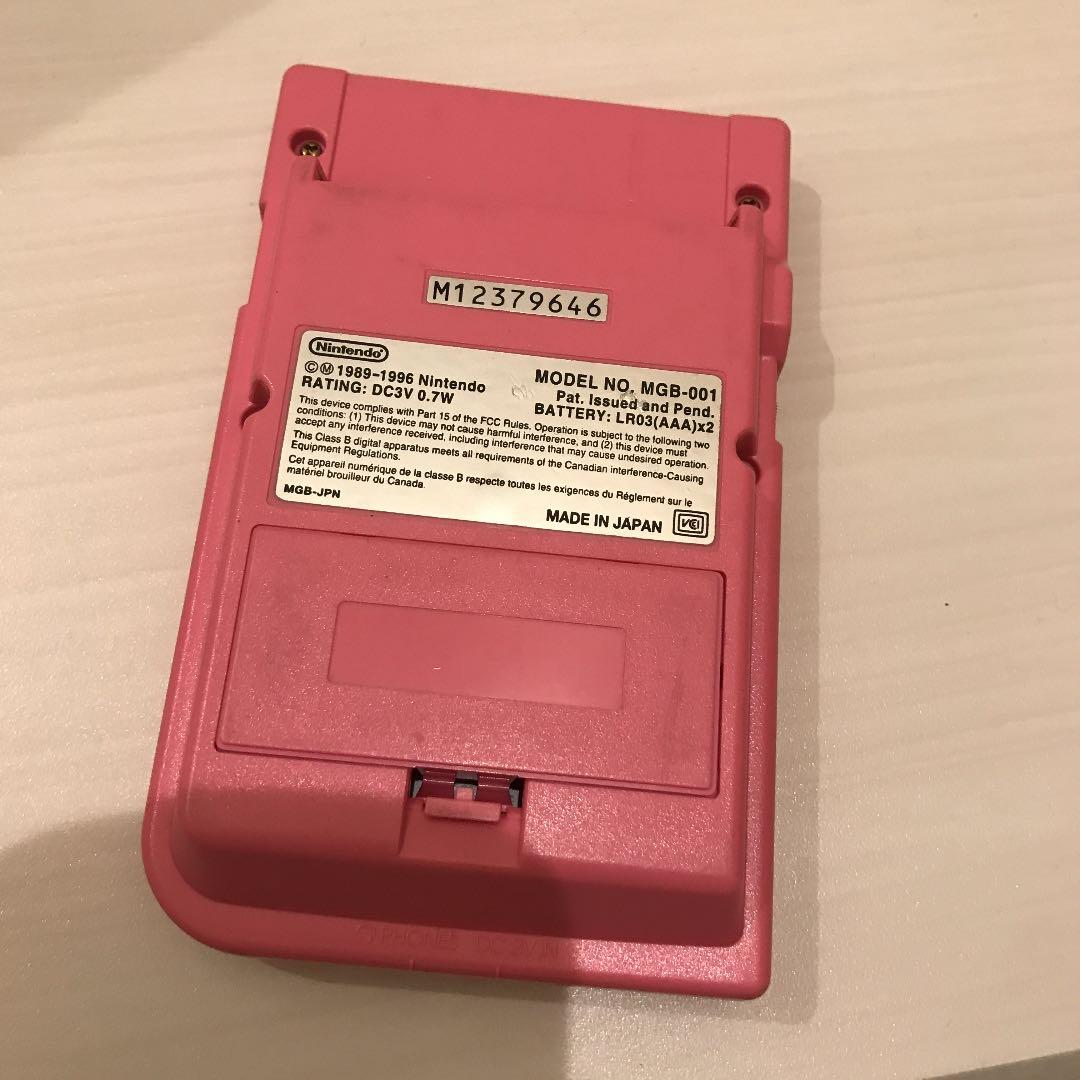 M12379646
Nintendo
©Ⓜ 1989-1996 Nintendo
RATING: DC3V 0.7W
MODEL NO. MGB-001
Pat. Issued and Pend.
BATTERY: LR03(AAA)x2
This device complies with Part 15 of the FCC Rules. Operation is subject to the following two
conditions: (1) This device may not cause harmful interference, and (2) this device must
accept any interference received, including interference that may cause undesired operation.
This Class B digital apparatus meets all requirements of the Canadian Interference-Causing
Equipment Regulations.
Cet appareil numérique de la classe B respecte toutes les exigences du Réglement sur le
matériel brouilleur du Canada.
MGB-JPN
MADE IN JAPAN
VCI
PHONES DC 3V IN